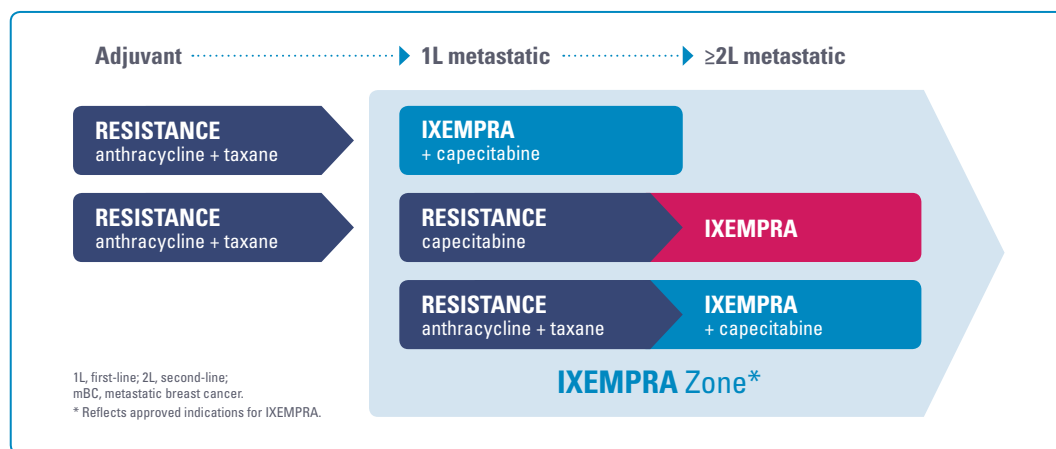 Adjuvant
1L metastatic
≥2L metastatic
RESISTANCE
anthracycline + taxane
IXEMPRA
+ capecitabine
RESISTANCE
anthracycline + taxane
RESISTANCE
capecitabine
IXEMPRA
RESISTANCE
anthracycline + taxane
IXEMPRA
+ capecitabine
IXEMPRA Zone*
1L, first-line; 2L, second-line;
mBC, metastatic breast cancer.
* Reflects approved indications for IXEMPRA.